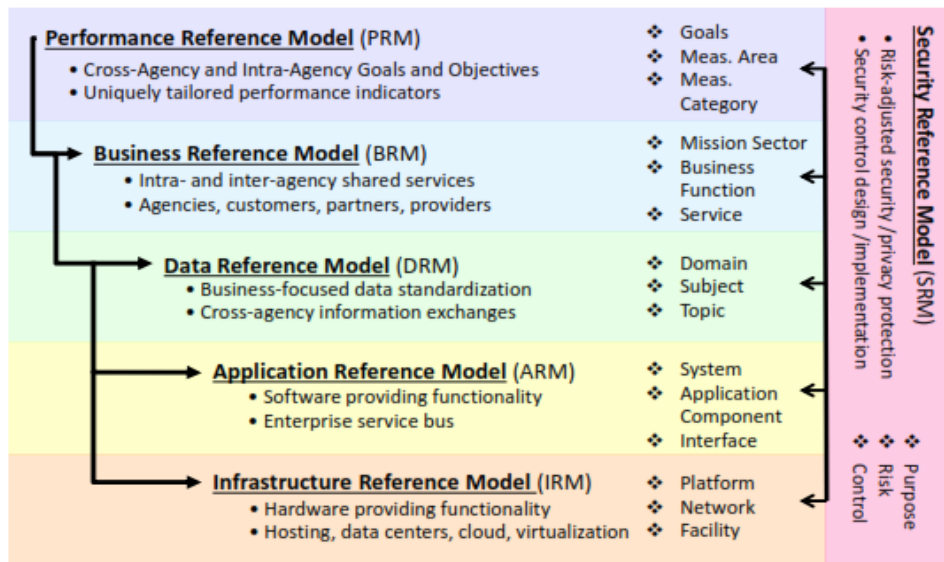 Performance Reference Model (PRM)
• Cross-Agency and Intra-Agency Goals and Objectives
• Uniquely tailored performance indicators
❖ Goals
❖ Meas. Area
❖ Meas.
Category
Business Reference Model (BRM)
• Intra- and inter-agency shared services
• Agencies, customers, partners, providers
❖ Mission Sector
❖ Business
Function
❖ Service
Data Reference Model (DRM)
• Business-focused data standardization
• Cross-agency information exchanges
❖ Domain
❖ Subject
❖ Topic
Application Reference Model (ARM)
• Software providing functionality
• Enterprise service bus
❖ System
❖ Application
Component
❖ Interface
Infrastructure Reference Model (IRM)
• Hardware providing functionality
• Hosting, data centers, cloud, virtualization
❖ Platform
❖ Network
❖ Facility
Security Reference Model (SRM)
• Risk-adjusted security/privacy protection
• Security control design/implementation
❖ Purpose
❖ Risk
❖ Control